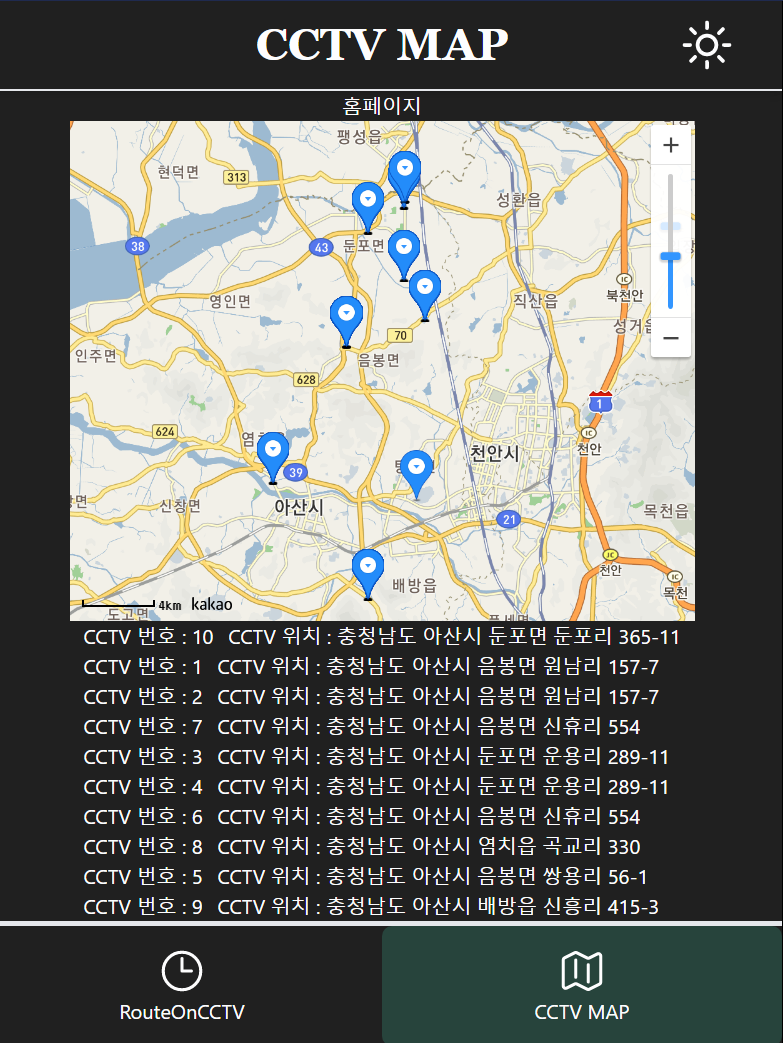 CCTV MAP
홈페이지
팽성읍
현덕면
313
성환읍
38
43
둔포면
영인면
직산읍
IC
북천안
성거읍
70
인주면
음봉면
628
1
624
IC
천안
천안시
39
아산시
신창면
21
목천읍
IC
천안
IC
목천
배방읍
4km kakao
도고면
CCTV 번호 : 10 CCTV 위치 : 충청남도 아산시 둔포면 둔포리 365-11
CCTV 번호 : 1 CCTV 위치 : 충청남도 아산시 음봉면 원남리 157-7
CCTV 번호 : 2 CCTV 위치 : 충청남도 아산시 음봉면 원남리 157-7
CCTV 번호 : 7 CCTV 위치 : 충청남도 아산시 음봉면 신휴리 554
CCTV 번호 : 3 CCTV 위치 : 충청남도 아산시 둔포면 운용리 289-11
CCTV 번호 : 4 CCTV 위치 : 충청남도 아산시 둔포면 운용리 289-11
CCTV 번호 : 6 CCTV 위치 : 충청남도 아산시 음봉면 신휴리 554
CCTV 번호 : 8 CCTV 위치 : 충청남도 아산시 염치읍 곡교리 330
CCTV 번호 : 5 CCTV 위치 : 충청남도 아산시 음봉면 쌍용리 56-1
CCTV 번호 : 9 CCTV 위치 : 충청남도 아산시 배방읍 신흥리 415-3
RouteOnCCTV
CCTV MAP